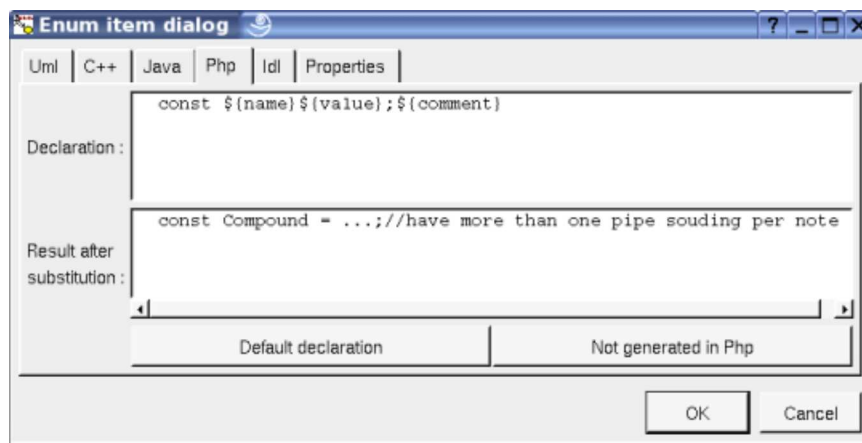 Enum item dialog
? _ X
Uml C++ Java Php Idl Properties
const ${name}${value};${comment}
Declaration :
const Compound = ...;//have more than one pipe souding per note
Result after
substitution :
Default declaration Not generated in Php
OK Cancel